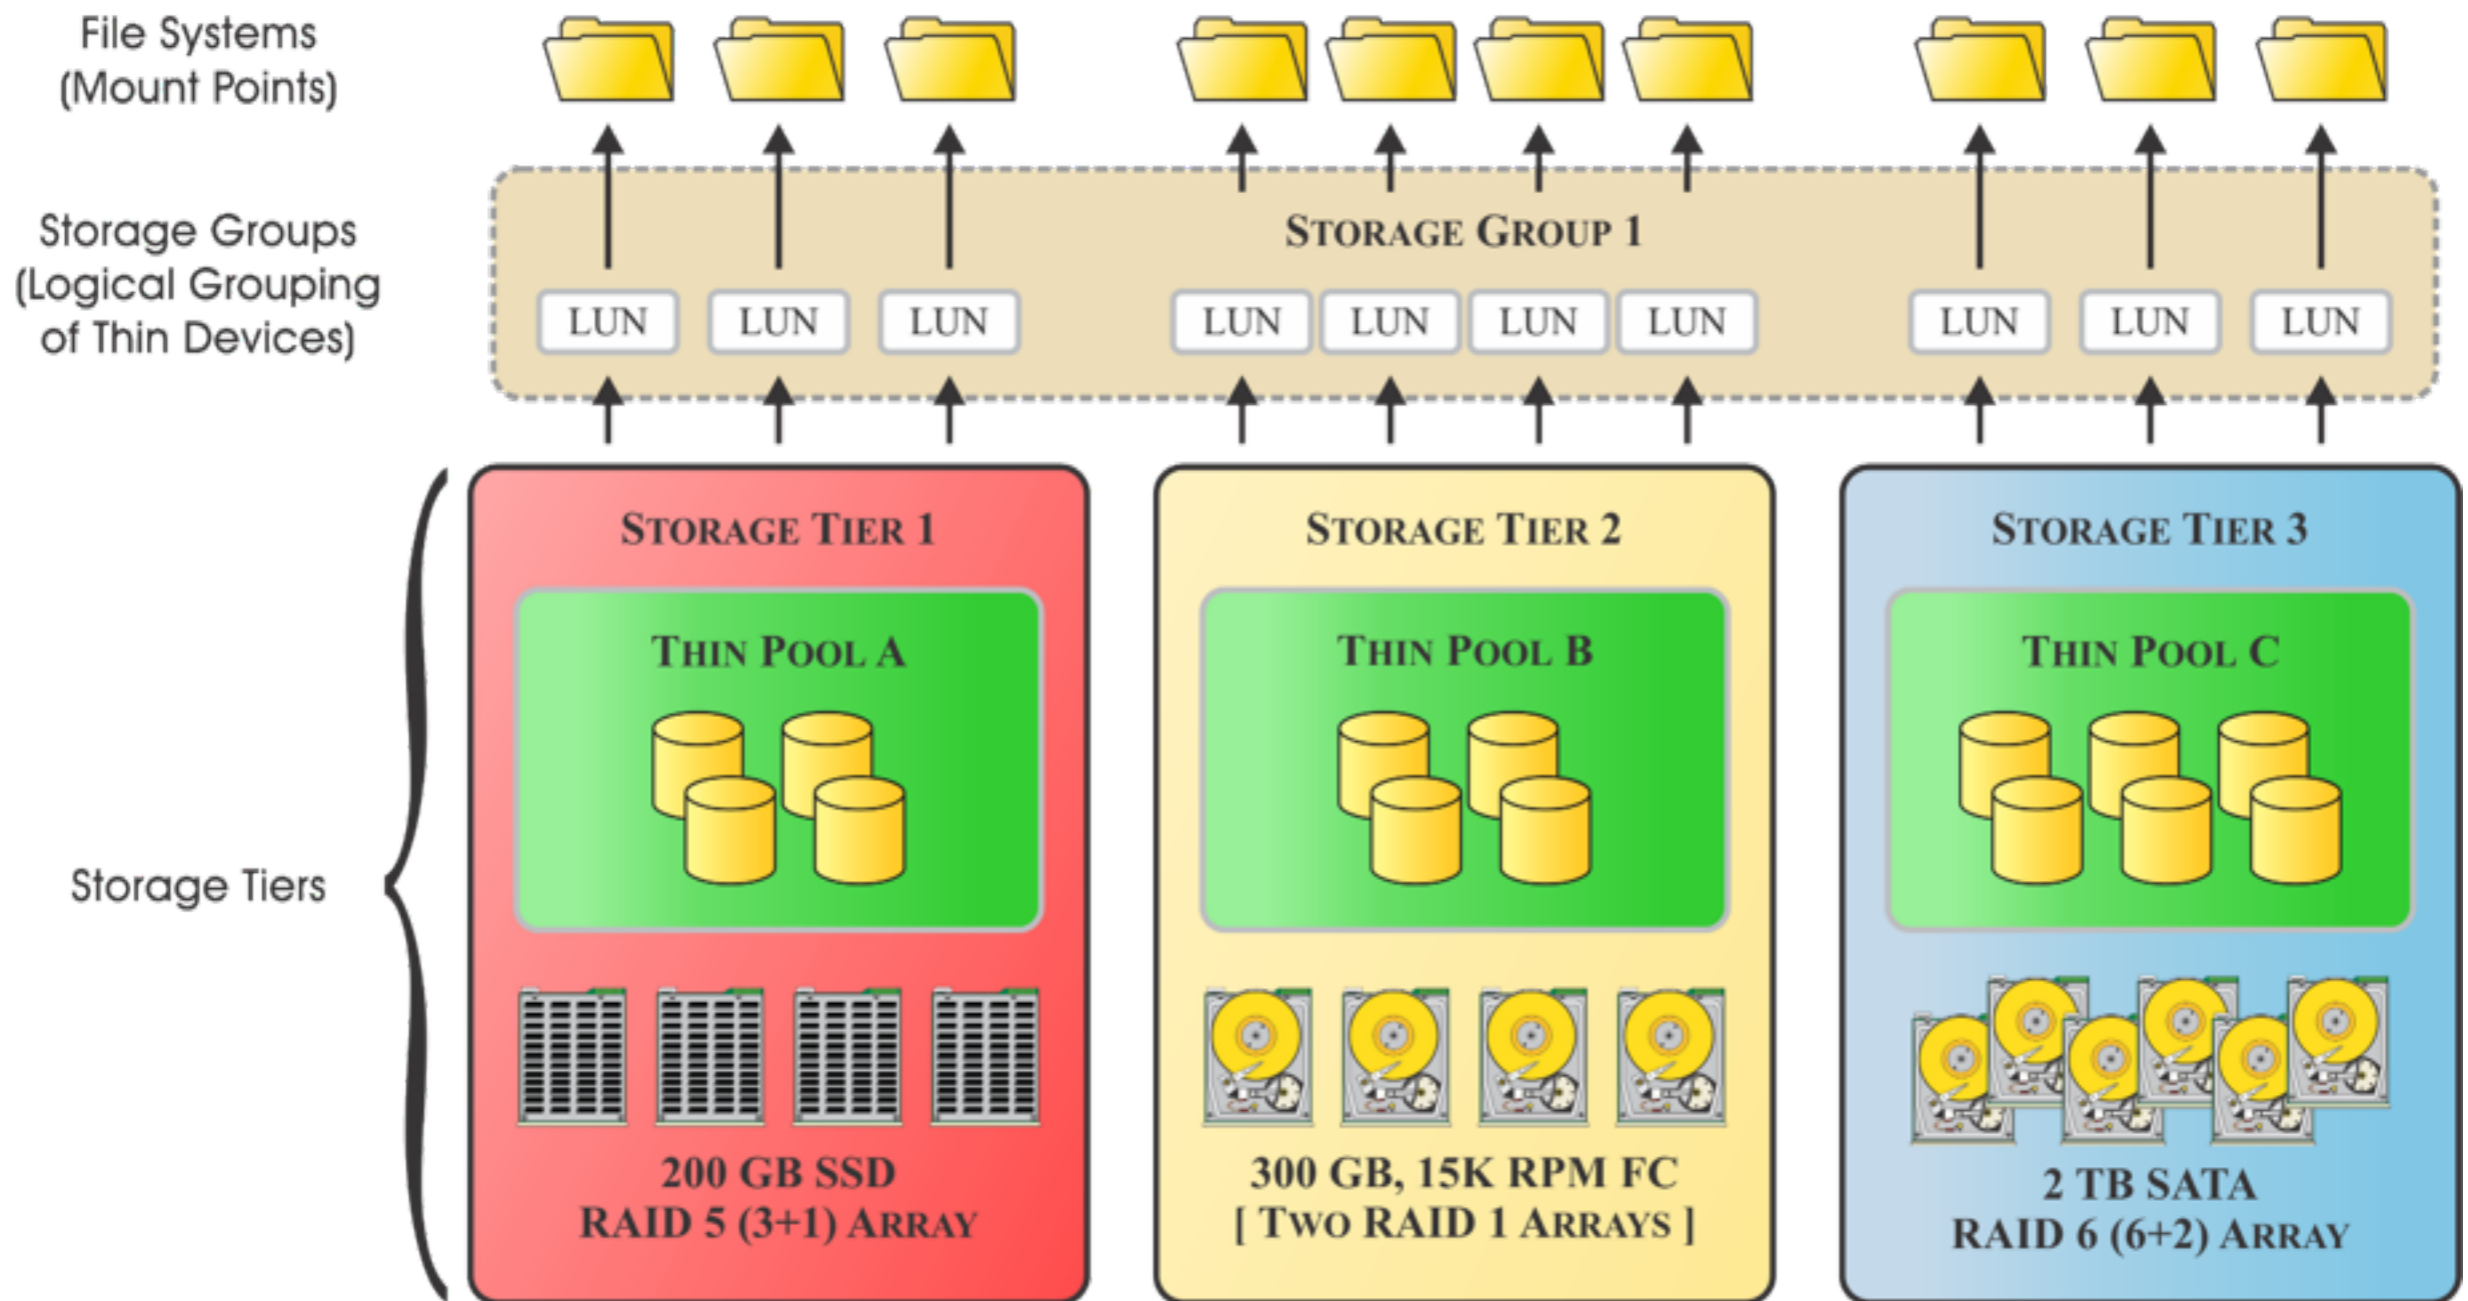 File Systems
(Mount Points)
Storage Groups
(Logical Grouping
of Thin Devices)
STORAGE GROUP 1
LUN LUN LUN LUN LUN LUN LUN LUN LUN LUN
Storage Tiers
STORAGE TIER 1
THIN POOL A
200 GB SSD
RAID 5 (3+1) ARRAY
STORAGE TIER 2
THIN POOL B
300 GB, 15K RPM FC
[ TWO RAID 1 ARRAYS ]
STORAGE TIER 3
THIN POOL C
2 TB SATA
RAID 6 (6+2) ARRAY